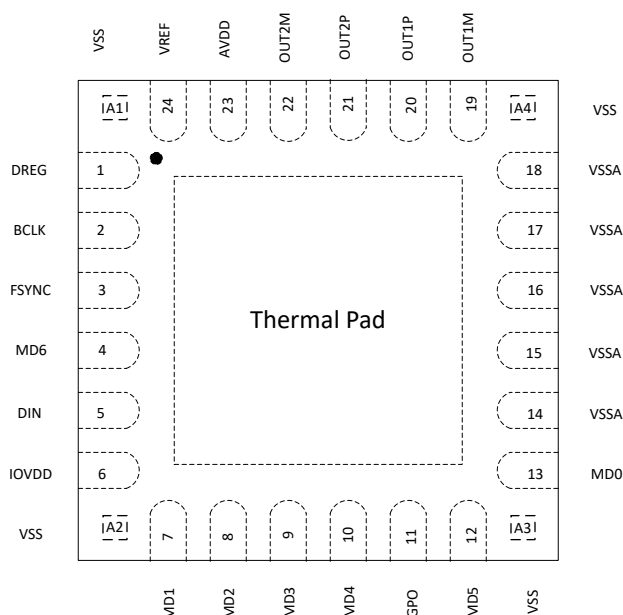 VSS
VREF
AVDD
OUT2M
OUT2P
OUT1P
OUT1M
A1
24
23
22
21
20
19
A4
VSS
DREG
1
18
VSSA
BCLK
2
17
VSSA
FSYNC
3
16
VSSA
Thermal Pad
MD6
4
15
VSSA
DIN
5
14
VSSA
IOVDD
6
13
MD0
VSS
A2
7
8
9
10
11
12
A3
MD1
MD2
MD3
MD4
GPO
MD5
VSS